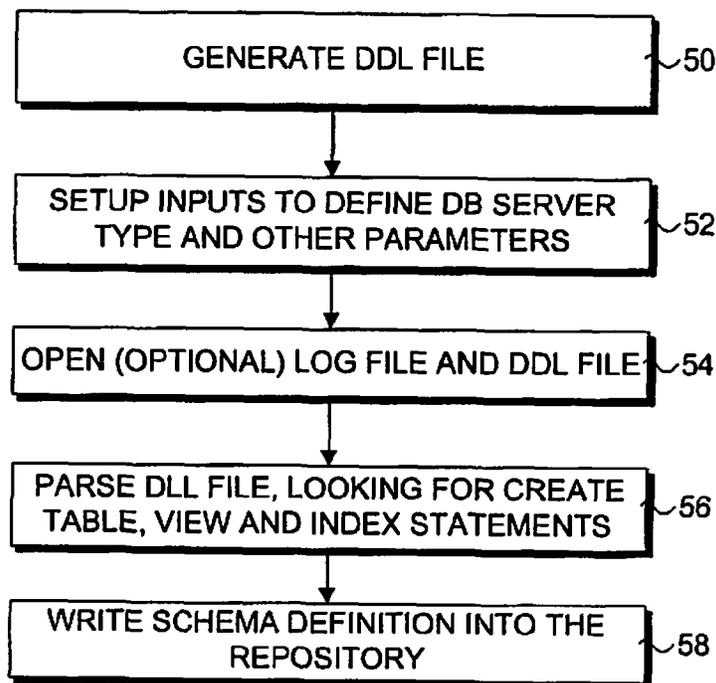 GENERATE DDL FILE
50
SETUP INPUTS TO DEFINE DB SERVER
TYPE AND OTHER PARAMETERS
52
OPEN (OPTIONAL) LOG FILE AND DDL FILE
54
PARSE DLL FILE, LOOKING FOR CREATE
TABLE, VIEW AND INDEX STATEMENTS
56
WRITE SCHEMA DEFINITION INTO THE
REPOSITORY
58